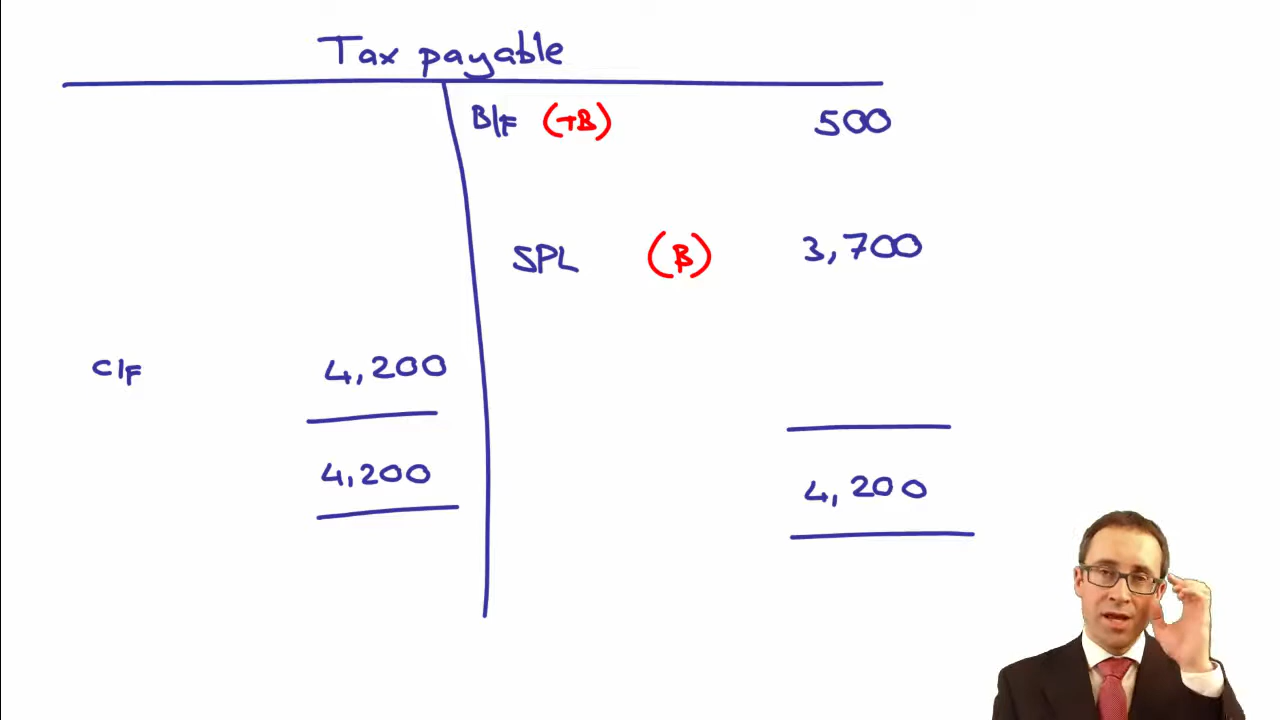 Tax payable
B/F (TB) 500
SPL (B) 3,700
C/F 4,200
4,200 4,200